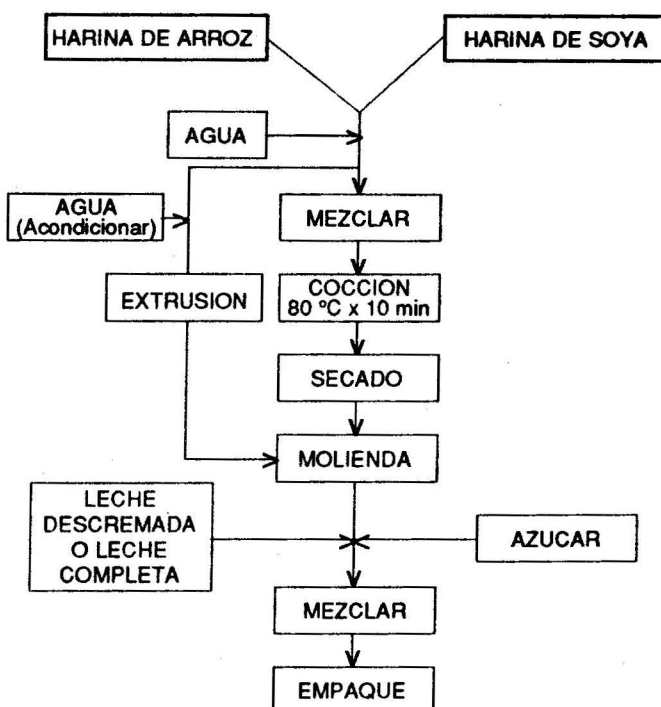 HARINA DE ARROZ
HARINA DE SOYA
AGUA
AGUA
(Acondicionar)
MEZCLAR
EXTRUSION
COCCION
80 ºC x 10 min
SECADO
MOLIENDA
LECHE
DESCREMADA
O LECHE
COMPLETA
AZUCAR
MEZCLAR
EMPAQUE